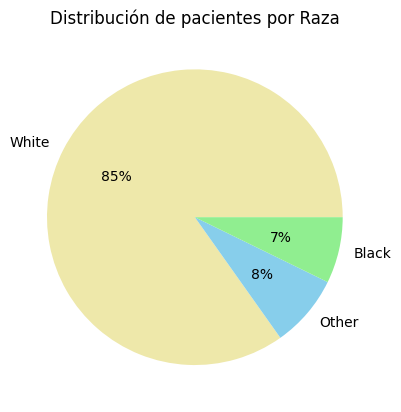 Distribución de pacientes por Raza
White
85%
7%
Black
8%
Other